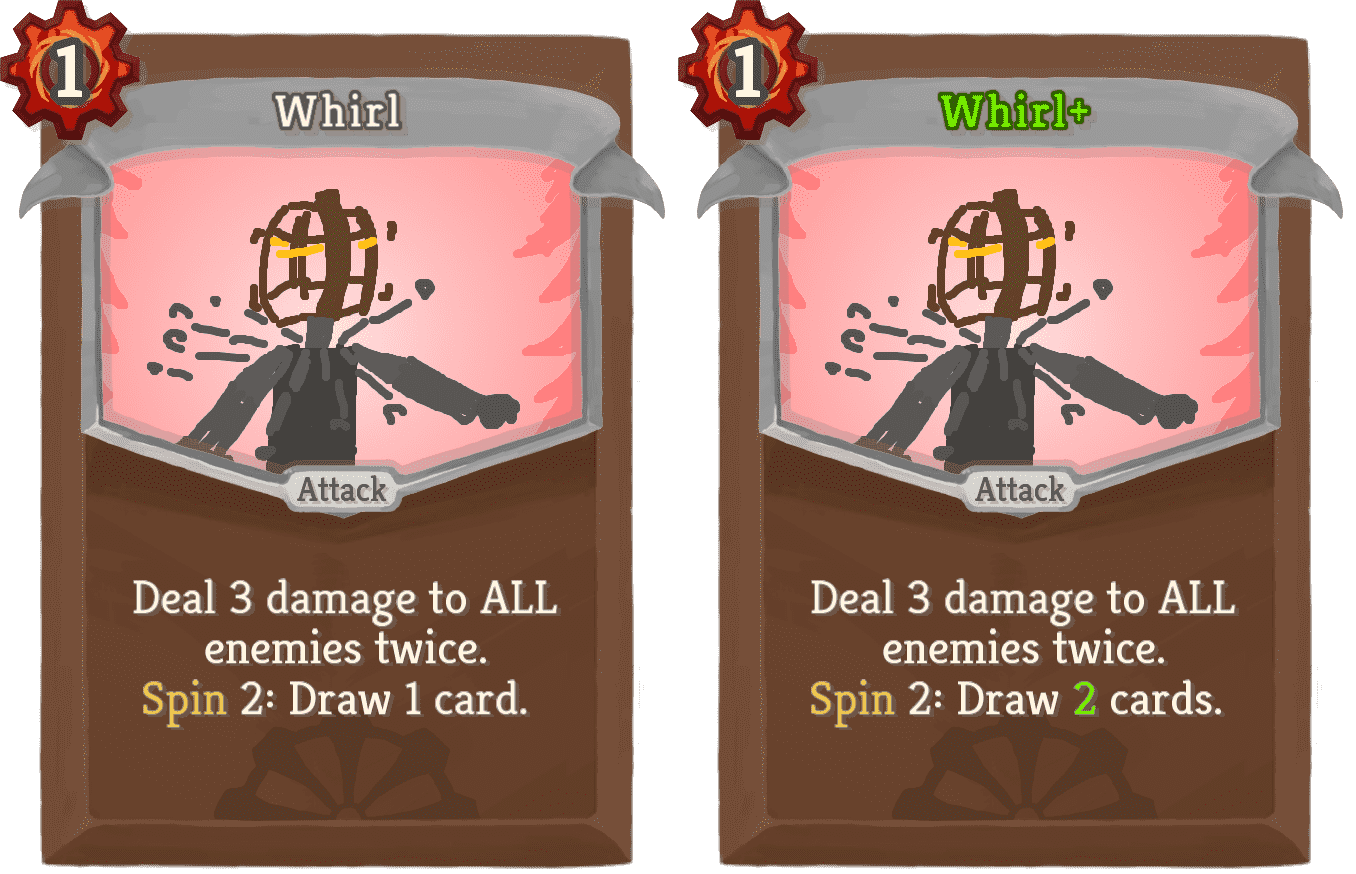 1
Whirl
Attack
Deal 3 damage to ALL
enemies twice.
Spin 2: Draw 1 card.
1
Whirl+
Attack
Deal 3 damage to ALL
enemies twice.
Spin 2: Draw 2 cards.